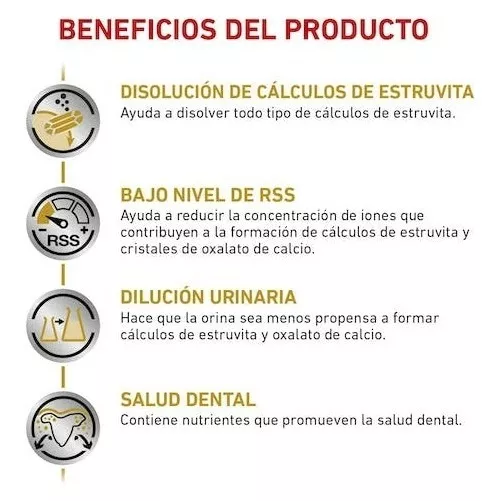 BENEFICIOS DEL PRODUCTO
DISOLUCIÓN DE CÁLCULOS DE ESTRUVITA
Ayuda a disolver todo tipo de cálculos de estruvita.
BAJO NIVEL DE RSS
Ayuda a reducir la concentración de iones que
contribuyen a la formación de cálculos de estruvita y
cristales de oxalato de calcio.
- RSS +
DILUCIÓN URINARIA
Hace que la orina sea menos propensa a formar
cálculos de estruvita y oxalato de calcio.
SALUD DENTAL
Contiene nutrientes que promueven la salud dental.